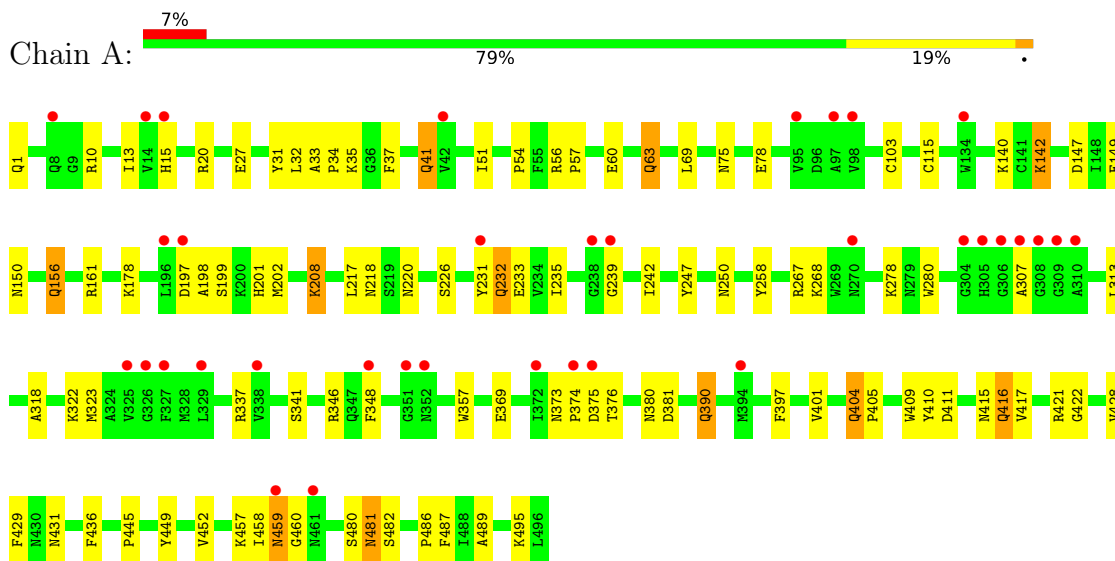 7%
Chain A:
79%
19%
•
Q1 Q8 G9 R10 I13 V14 H15 R20 E27 Y31 L32 A33 P34 K35 G36 F37 Q41 V42 I51 P54 F55 R56 P57 E60 Q63 L69 N75 E78 V95 D96 A97 V98 C103 C115 W134 K140 C141 K142 D147 I148 E149
N150 Q156 R161 K178 L196 D197 A198 S199 K200 H201 M202 K208 L217 N218 S219 N220 S226 Y231 Q232 E233 V234 I235 G238 G239 I242 Y247 N250 Y258 R267 K268 W269 N270 K278 N279 W280 G304 H305 G306 A307 G308 G309 A310 L313
A318 K322 M323 A324 V325 G326 F327 M328 L329 R337 V338 S341 R346 Q347 F348 G351 N352 W357 E369 I372 N373 P374 D375 T376 N380 D381 Q390 M394 F397 V401 Q404 P405 W409 Y410 D411 N415 Q416 V417 R421 G422 V428
F429 N430 N431 F436 P445 Y449 V452 K457 I458 N459 G460 N461 S480 N481 S482 P486 F487 I488 A489 K495 L496